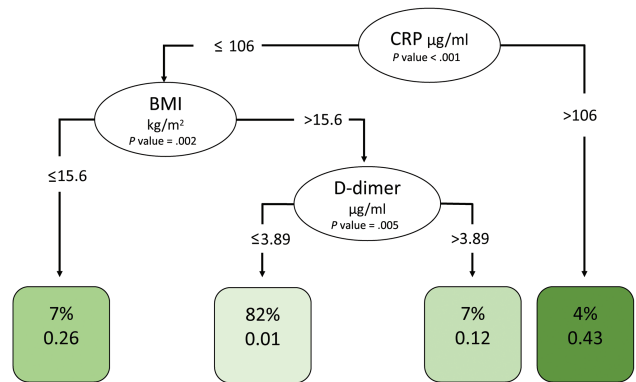 CRP µg/ml
P value < .001
≤ 106
>106
BMI
kg/m²
P value = .002
>15.6
≤15.6
D-dimer
µg/ml
P value = .005
≤3.89
>3.89
7%
0.26
82%
0.01
7%
0.12
4%
0.43